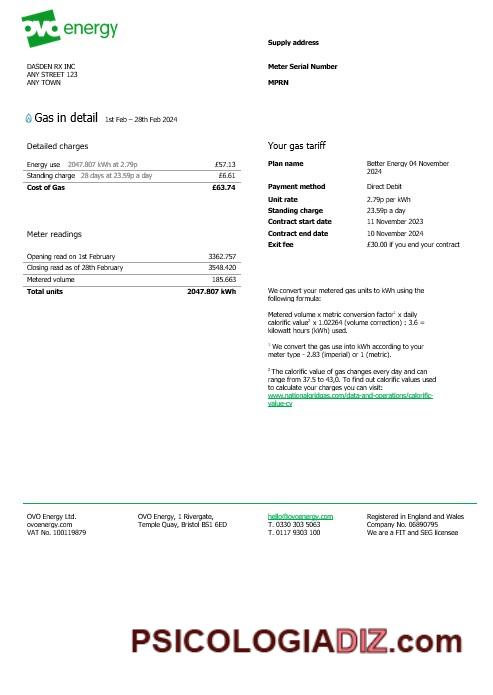 ovo energy
Supply address
DASDEN RX INC
ANY STREET 123
ANY TOWN
Meter Serial Number
MPRN
Gas in detail 1st Feb – 28th Feb 2024
Detailed charges
Energy use 2047.807 kWh at 2.79p £57.13
Standing charge 28 days at 23.59p a day £6.61
Cost of Gas £63.74
Meter readings
Opening read on 1st February 3362.757
Closing read as of 28th February 3548.420
Metered volume 185.663
Total units 2047.807 kWh
Your gas tariff
Plan name Better Energy 04 November
2024
Payment method Direct Debit
Unit rate 2.79p per kWh
Standing charge 23.59p a day
Contract start date 11 November 2023
Contract end date 10 November 2024
Exit fee £30.00 if you end your contract
We convert your metered gas units to kWh using the
following formula:
Metered volume x metric conversion factor¹ x daily
calorific value² x 1.02264 (volume correction) ; 3.6 =
kilowatt hours (kWh) used.
¹ We convert the gas use into kWh according to your
meter type - 2.83 (imperial) or 1 (metric).
² The calorific value of gas changes every day and can
range from 37.5 to 43,0. To find out calorific values used
to calculate your charges you can visit:
www.nationalgridgas.com/data-and-operations/calorific-
value-cv
OVO Energy Ltd.
ovoenergy.com
VAT No. 100119879
OVO Energy, 1 Rivergate,
Temple Quay, Bristol BS1 6ED
hello@ovoenergy.com
T. 0330 303 5063
T. 0117 9303 100
Registered in England and Wales
Company No. 06890795
We are a FIT and SEG licensee
PSICOLOGIADIZ.com